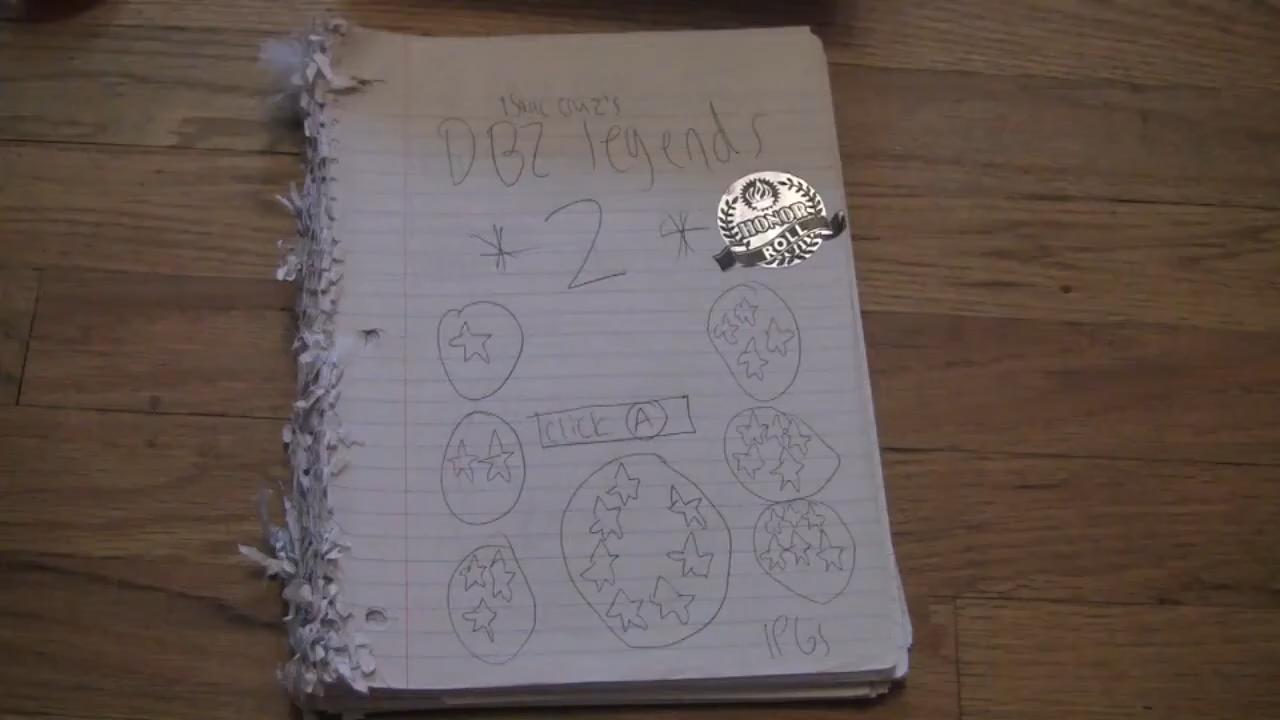 Isaac Cruz's
DBZ legends
* 2 *
HONOR
ROLL
click A
IPGs